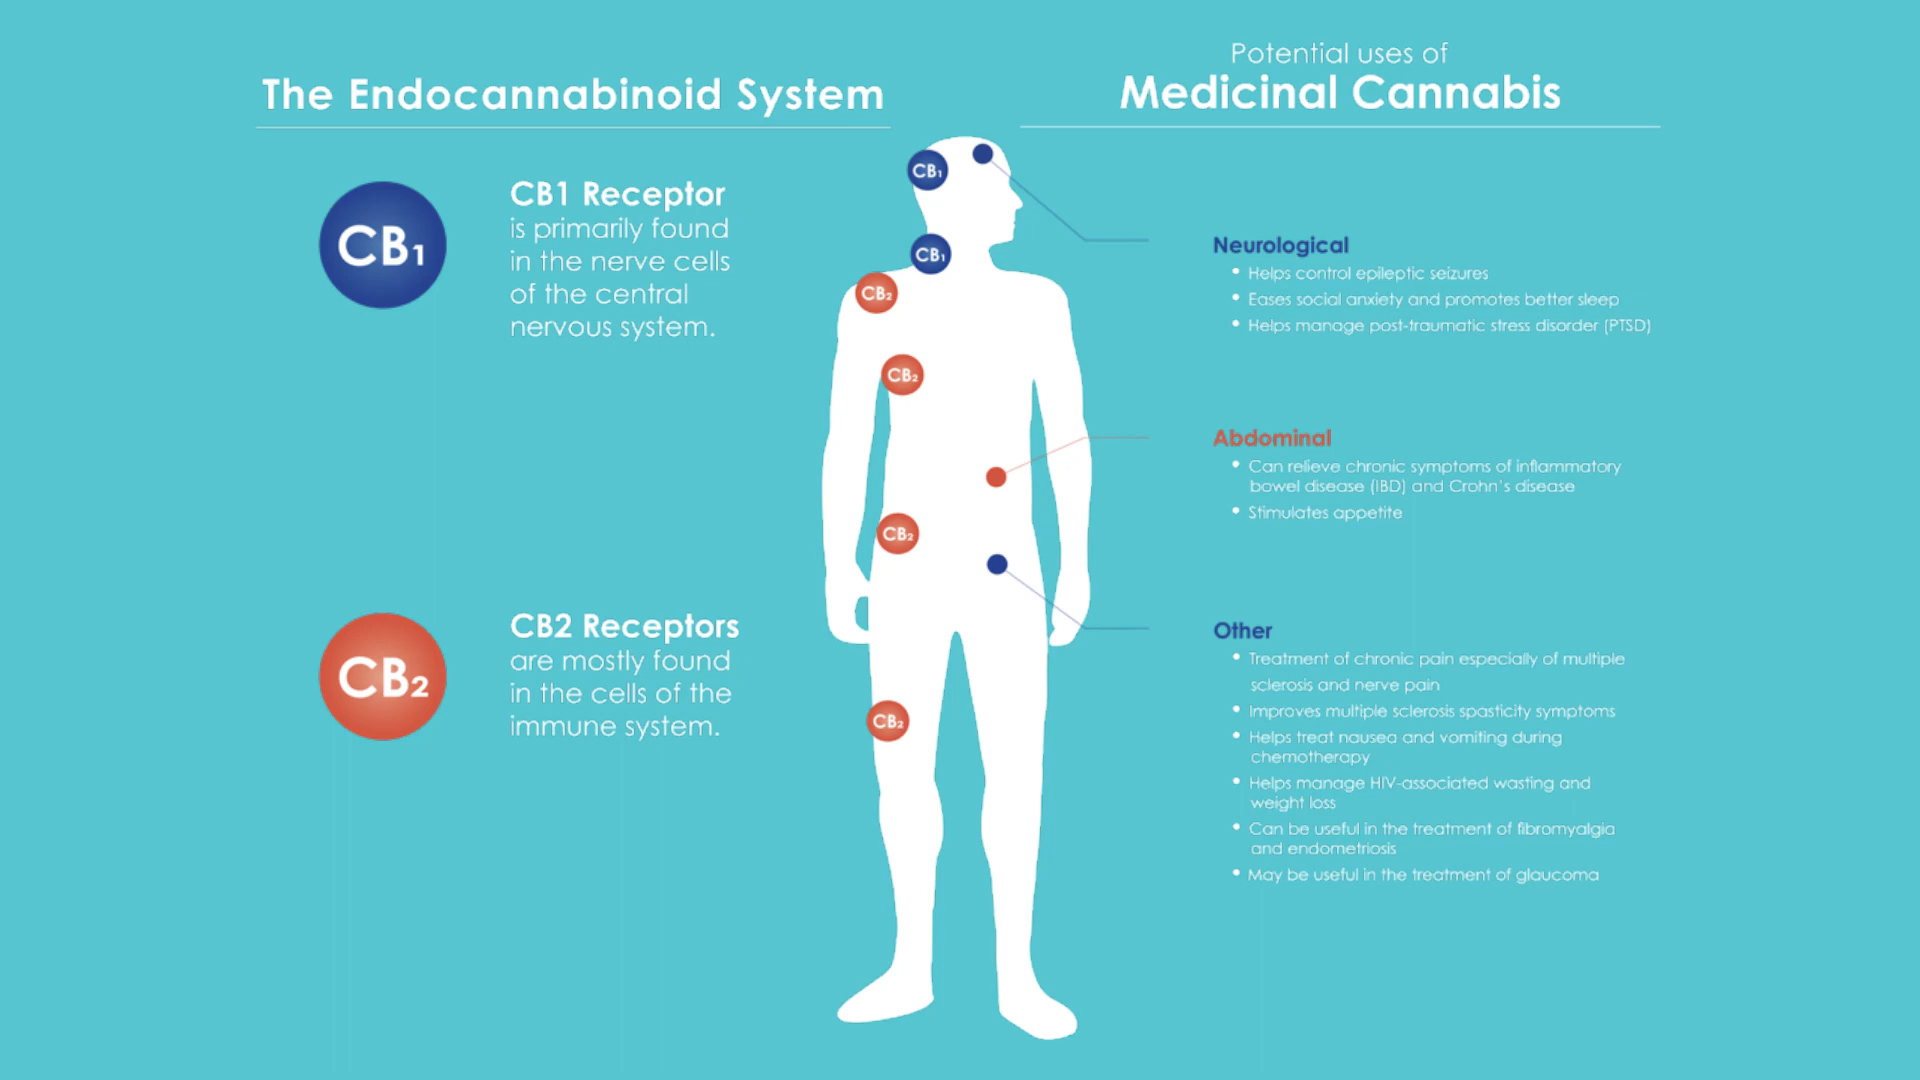 The Endocannabinoid System
CB₁
CB1 Receptor
is primarily found
in the nerve cells
of the central
nervous system.
CB₂
CB2 Receptors
are mostly found
in the cells of the
immune system.
CB₁
CB₁
CB₂
CB₂
CB₂
CB₂
Potential uses of
Medicinal Cannabis
Neurological
• Helps control epileptic seizures
• Eases social anxiety and promotes better sleep
• Helps manage post-traumatic stress disorder (PTSD)
Abdominal
• Can relieve chronic symptoms of inflammatory
bowel disease (IBD) and Crohn's disease
• Stimulates appetite
Other
• Treatment of chronic pain especially of multiple
sclerosis and nerve pain
• Improves multiple sclerosis spasticity symptoms
• Helps treat nausea and vomiting during
chemotherapy
• Helps manage HIV-associated wasting and
weight loss
• Can be useful in the treatment of fibromyalgia
and endometriosis
• May be useful in the treatment of glaucoma